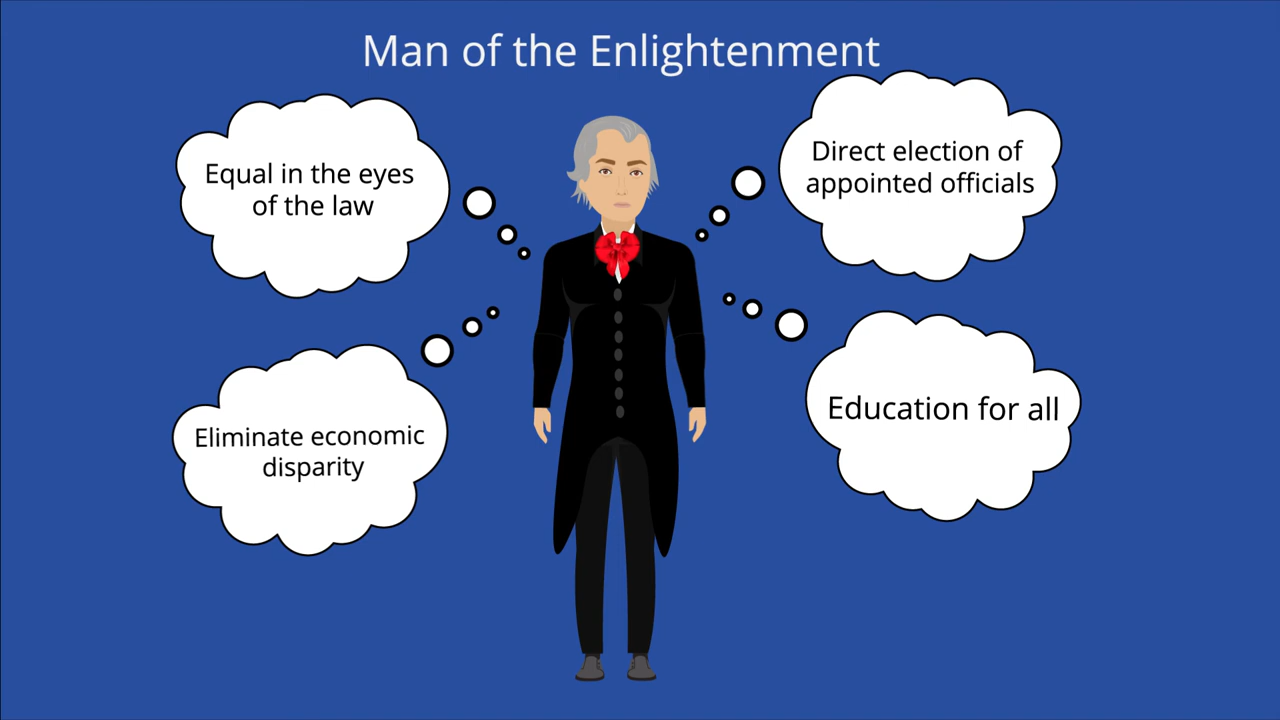 Man of the Enlightenment
Equal in the eyes
of the law
Direct election of
appointed officials
Eliminate economic
disparity
Education for all